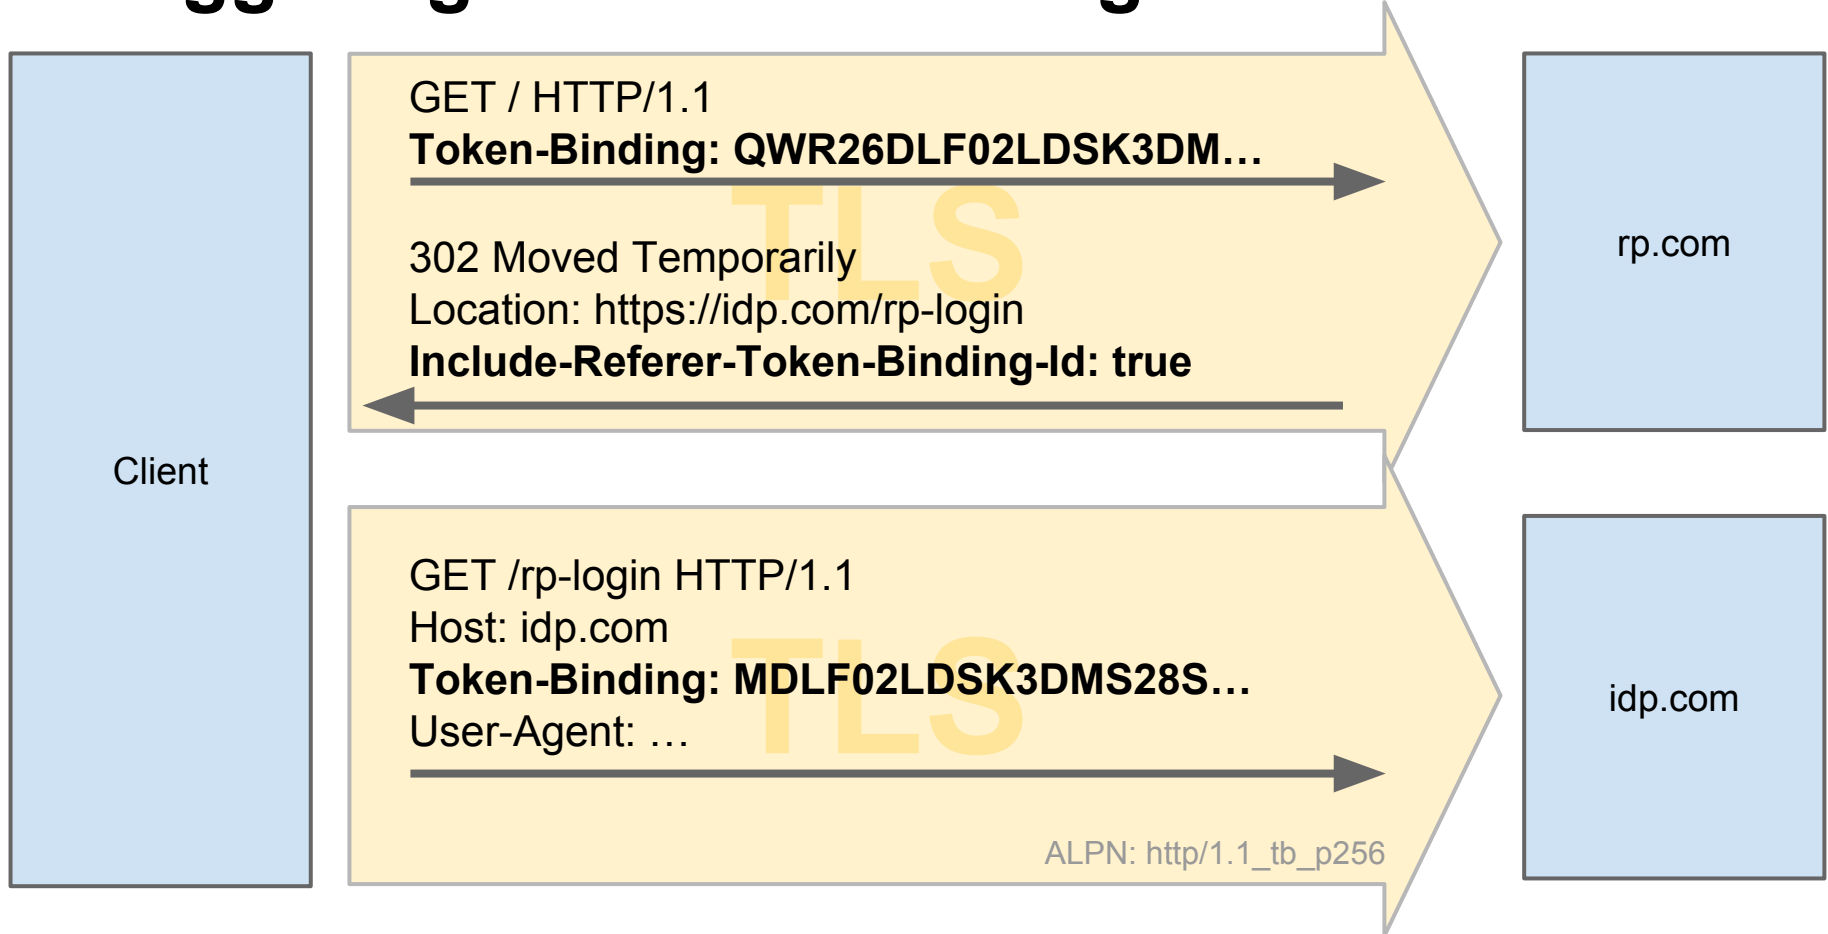 Client
GET / HTTP/1.1
Token-Binding: QWR26DLF02LDSK3DM…
TLS
302 Moved Temporarily
Location: https://idp.com/rp-login
Include-Referer-Token-Binding-Id: true
rp.com
GET /rp-login HTTP/1.1
Host: idp.com
Token-Binding: MDLF02LDSK3DMS28S…
TLS
User-Agent: …
ALPN: http/1.1_tb_p256
idp.com